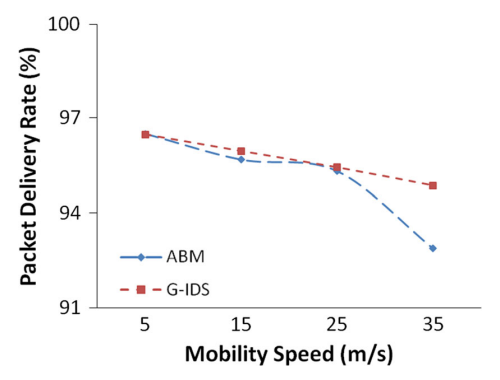 100
97
94
91
Packet Delivery Rate (%)
ABM
G-IDS
5 15 25 35
Mobility Speed (m/s)